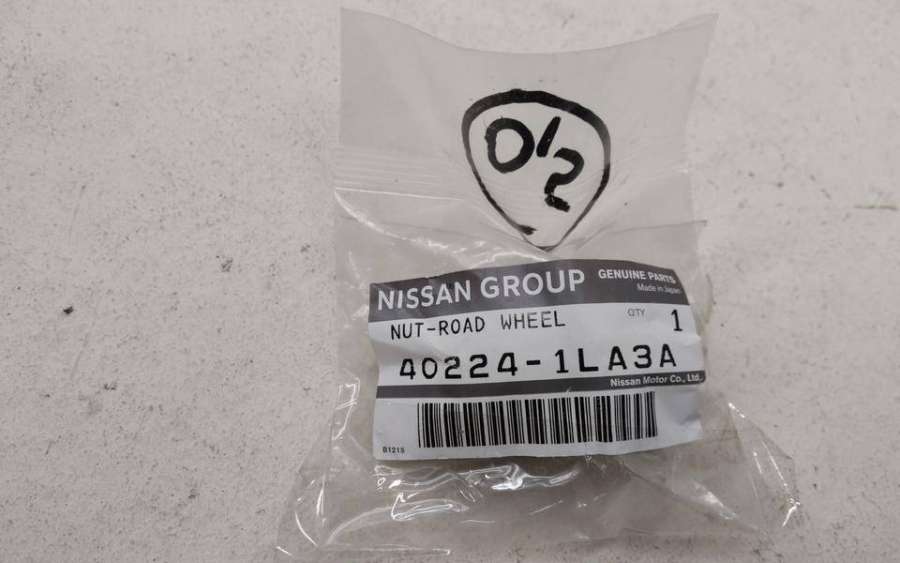 D/2
NISSAN GROUP GENUINE PARTS
Made in Japan
NUT-ROAD WHEEL QTY 1
40224-1LA3A
Nissan Motor Co., Ltd.
B1215